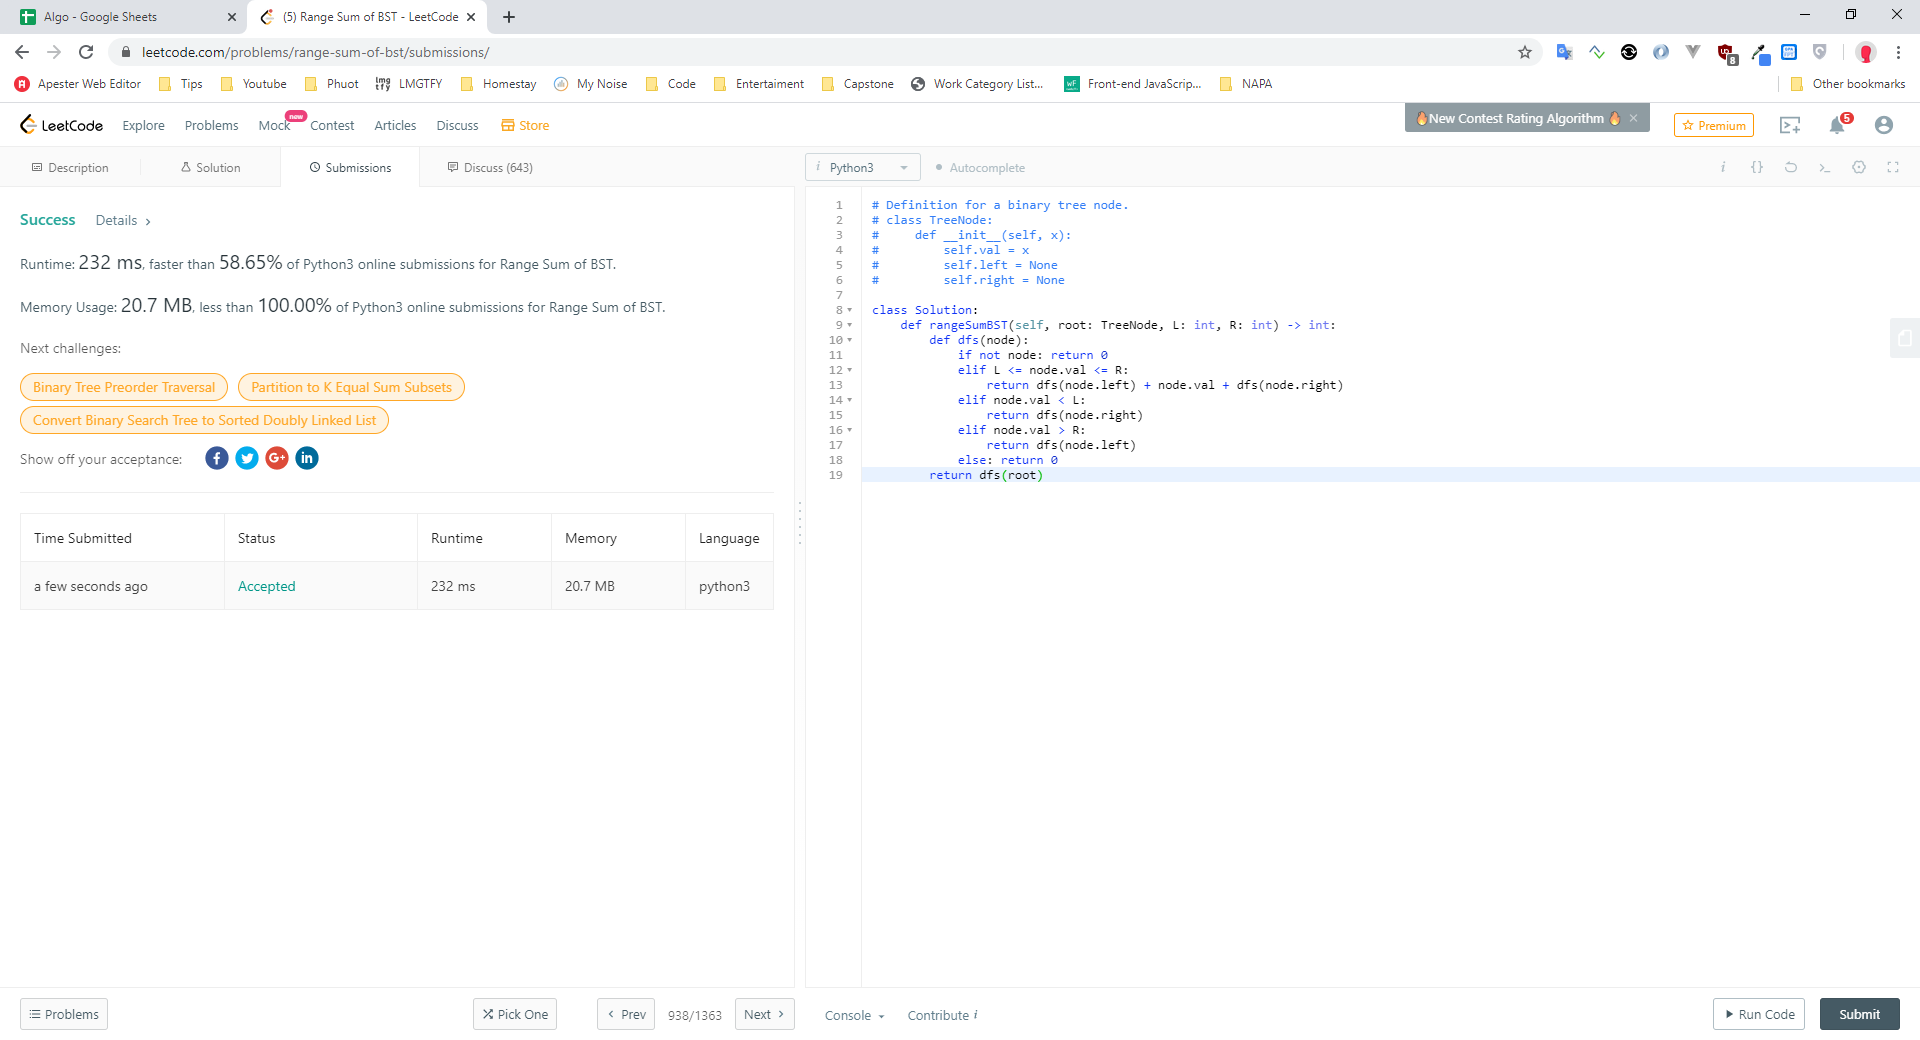 Algo - Google Sheets
(5) Range Sum of BST - LeetCode
leetcode.com/problems/range-sum-of-bst/submissions/
8
Apester Web Editor Tips Youtube Phuot LMGTFY Homestay My Noise Code Entertaiment Capstone Work Category List... Front-end JavaScrip... NAPA Other bookmarks
LeetCode Explore Problems Mock new Contest Articles Discuss Store
New Contest Rating Algorithm
Premium
5
Description Solution Submissions Discuss (643)
Python3 Autocomplete
Success Details
Runtime: 232 ms, faster than 58.65% of Python3 online submissions for Range Sum of BST.
Memory Usage: 20.7 MB, less than 100.00% of Python3 online submissions for Range Sum of BST.
Next challenges:
Binary Tree Preorder Traversal Partition to K Equal Sum Subsets
Convert Binary Search Tree to Sorted Doubly Linked List
Show off your acceptance:
Time Submitted Status Runtime Memory Language
a few seconds ago Accepted 232 ms 20.7 MB python3
1 # Definition for a binary tree node.
2 # class TreeNode:
3 #     def __init__(self, x):
4 #         self.val = x
5 #         self.left = None
6 #         self.right = None
7
8 class Solution:
9     def rangeSumBST(self, root: TreeNode, L: int, R: int) -> int:
10         def dfs(node):
11             if not node: return 0
12             elif L <= node.val <= R:
13                 return dfs(node.left) + node.val + dfs(node.right)
14             elif node.val < L:
15                 return dfs(node.right)
16             elif node.val > R:
17                 return dfs(node.left)
18             else: return 0
19         return dfs(root)
Problems Pick One Prev 938/1363 Next Console Contribute i Run Code Submit